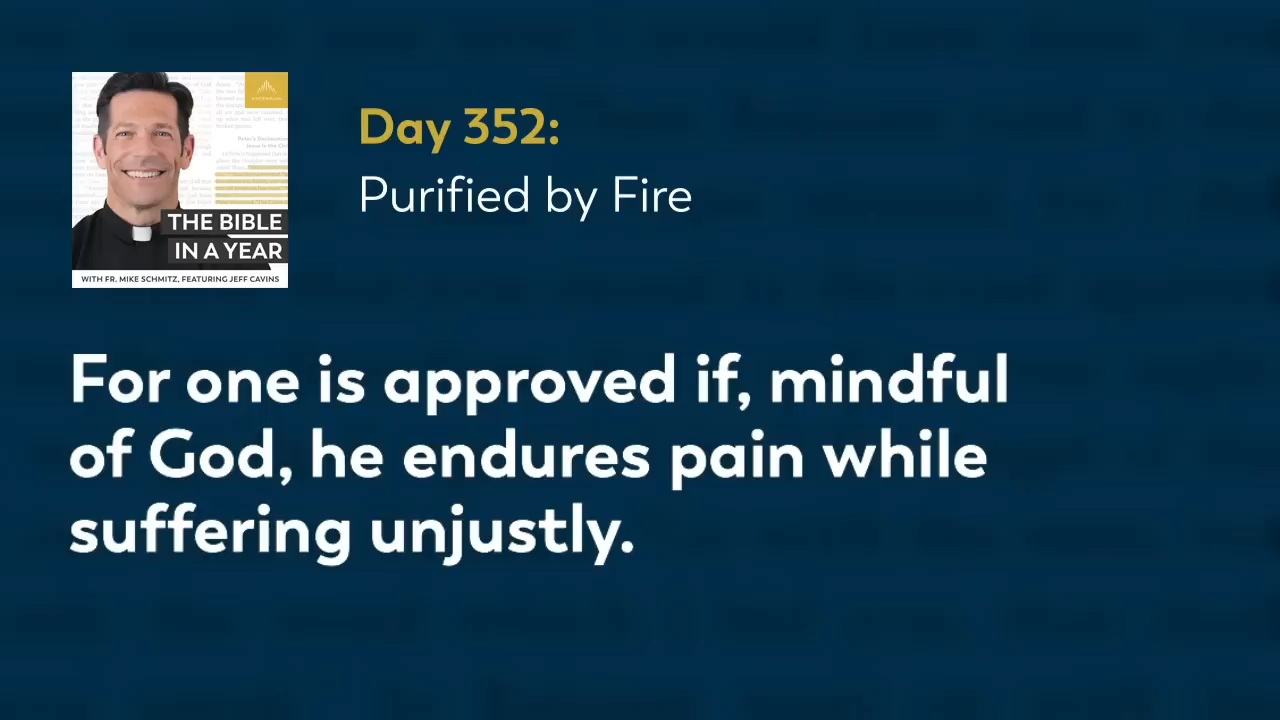 THE BIBLE
IN A YEAR
WITH FR. MIKE SCHMITZ, FEATURING JEFF CAVINS
Day 352:
Purified by Fire
For one is approved if, mindful
of God, he endures pain while
suffering unjustly.